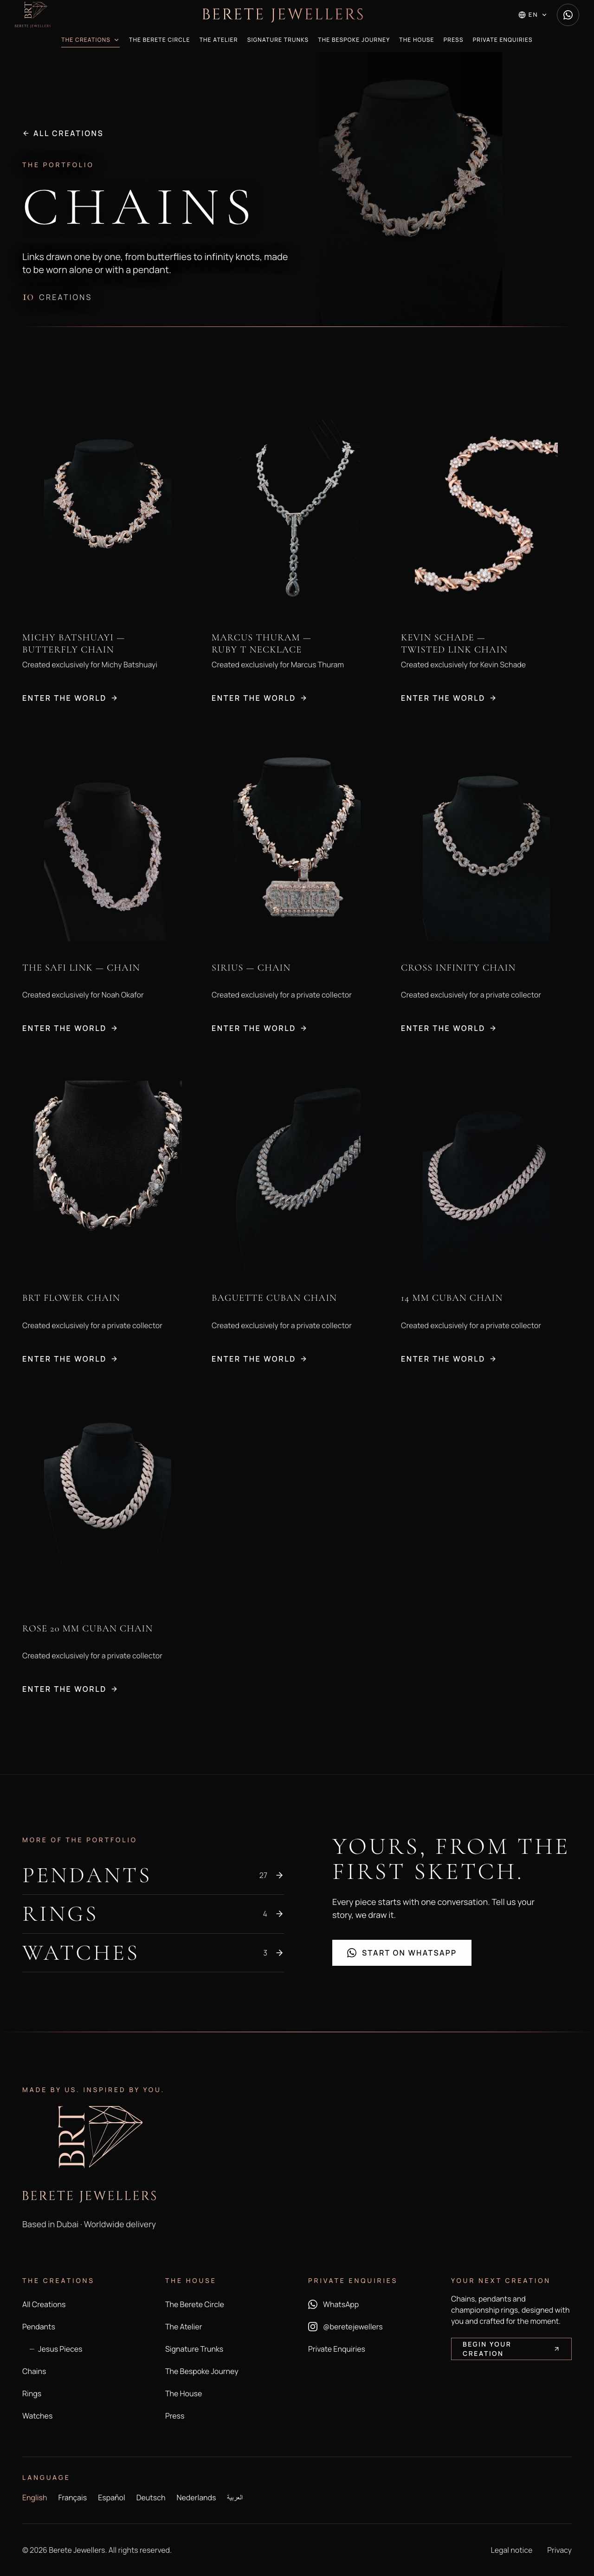 BRT
BERETE JEWELLERS
BERETE JEWELLERS
EN
THE CREATIONS
THE BERETE CIRCLE
THE ATELIER
SIGNATURE TRUNKS
THE BESPOKE JOURNEY
THE HOUSE
PRESS
PRIVATE ENQUIRIES
← ALL CREATIONS
THE PORTFOLIO
CHAINS
Links drawn one by one, from butterflies to infinity knots, made
to be worn alone or with a pendant.
10 CREATIONS
MICHY BATSHUAYI —
BUTTERFLY CHAIN
Created exclusively for Michy Batshuayi
ENTER THE WORLD →
MARCUS THURAM —
RUBY T NECKLACE
Created exclusively for Marcus Thuram
ENTER THE WORLD →
KEVIN SCHADE —
TWISTED LINK CHAIN
Created exclusively for Kevin Schade
ENTER THE WORLD →
THE SAFI LINK — CHAIN
Created exclusively for Noah Okafor
ENTER THE WORLD →
SIRIUS
SIRIUS — CHAIN
Created exclusively for a private collector
ENTER THE WORLD →
CROSS INFINITY CHAIN
Created exclusively for a private collector
ENTER THE WORLD →
BRT FLOWER CHAIN
Created exclusively for a private collector
ENTER THE WORLD →
BAGUETTE CUBAN CHAIN
Created exclusively for a private collector
ENTER THE WORLD →
14 MM CUBAN CHAIN
Created exclusively for a private collector
ENTER THE WORLD →
ROSE 20 MM CUBAN CHAIN
Created exclusively for a private collector
ENTER THE WORLD →
MORE OF THE PORTFOLIO
PENDANTS 27 →
RINGS 4 →
WATCHES 3 →
YOURS, FROM THE
FIRST SKETCH.
Every piece starts with one conversation. Tell us your
story, we draw it.
START ON WHATSAPP
MADE BY US. INSPIRED BY YOU.
BRT
BERETE JEWELLERS
Based in Dubai · Worldwide delivery
THE CREATIONS
All Creations
Pendants
— Jesus Pieces
Chains
Rings
Watches
THE HOUSE
The Berete Circle
The Atelier
Signature Trunks
The Bespoke Journey
The House
Press
PRIVATE ENQUIRIES
WhatsApp
@beretejewellers
Private Enquiries
YOUR NEXT CREATION
Chains, pendants and
championship rings, designed with
you and crafted for the moment.
BEGIN YOUR
CREATION
LANGUAGE
English Français Español Deutsch Nederlands العربية
© 2026 Berete Jewellers. All rights reserved.
Legal notice Privacy